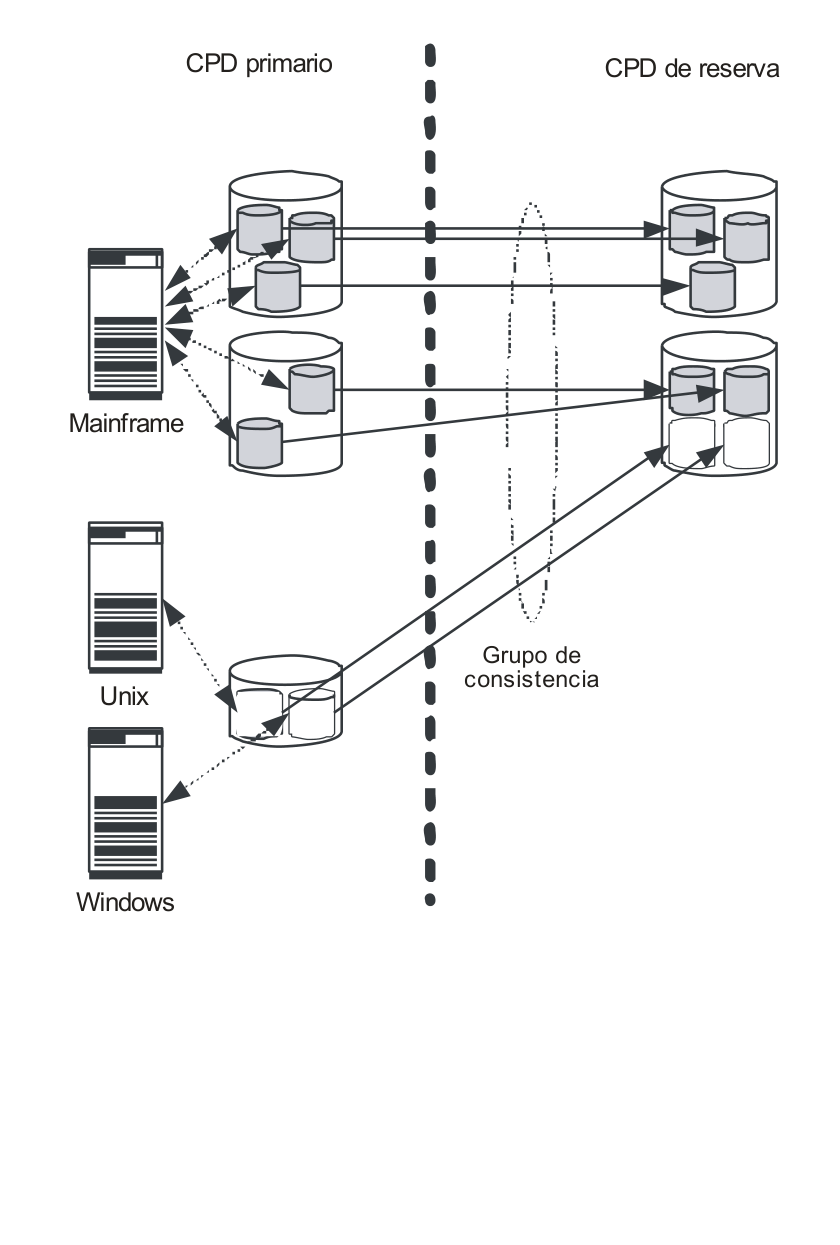 CPD primario
CPD de reserva
Mainframe
Unix
Grupo de
consistencia
Windows